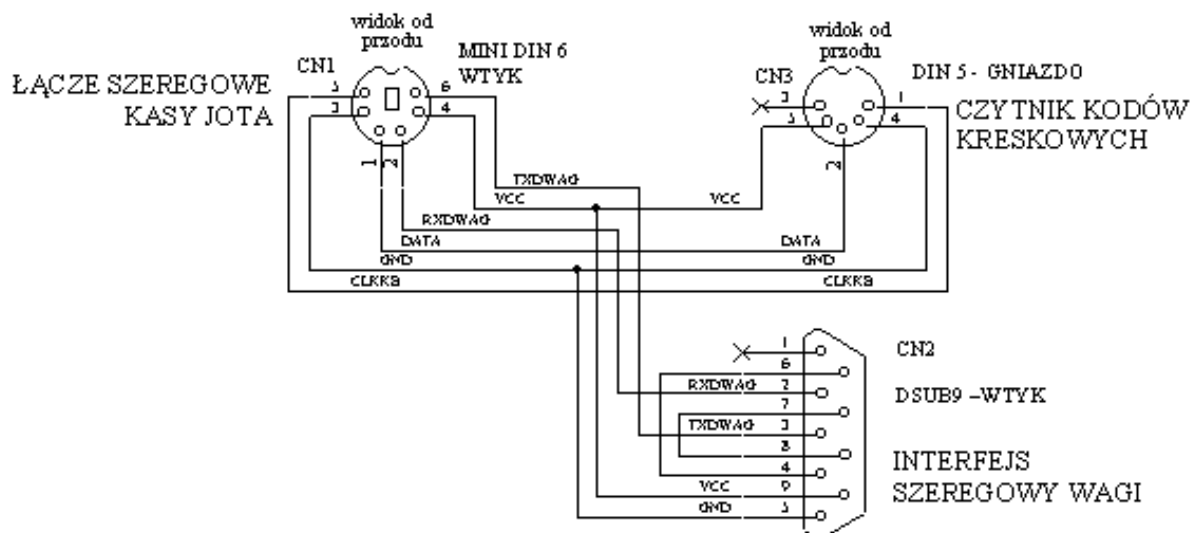 widok od
przodu
CN1
MINI DIN 6
WTYK
ŁĄCZE SZEREGOWE
KASY JOTA
5
3
6
4
1
2
widok od
przodu
CN3
DIN 5 - GNIAZDO
CZYTNIK KODÓW
KRESKOWYCH
3
5
1
4
2
TXDWAG
VCC
VCC
RXDWAG
DATA
DATA
GND
GND
CLKKB
CLKKB
1
CN2
6
RXDWAG
2
DSUB9 –WTYK
7
TXDWAG
3
8
INTERFEJS
SZEREGOWY WAGI
4
VCC
9
GND
5